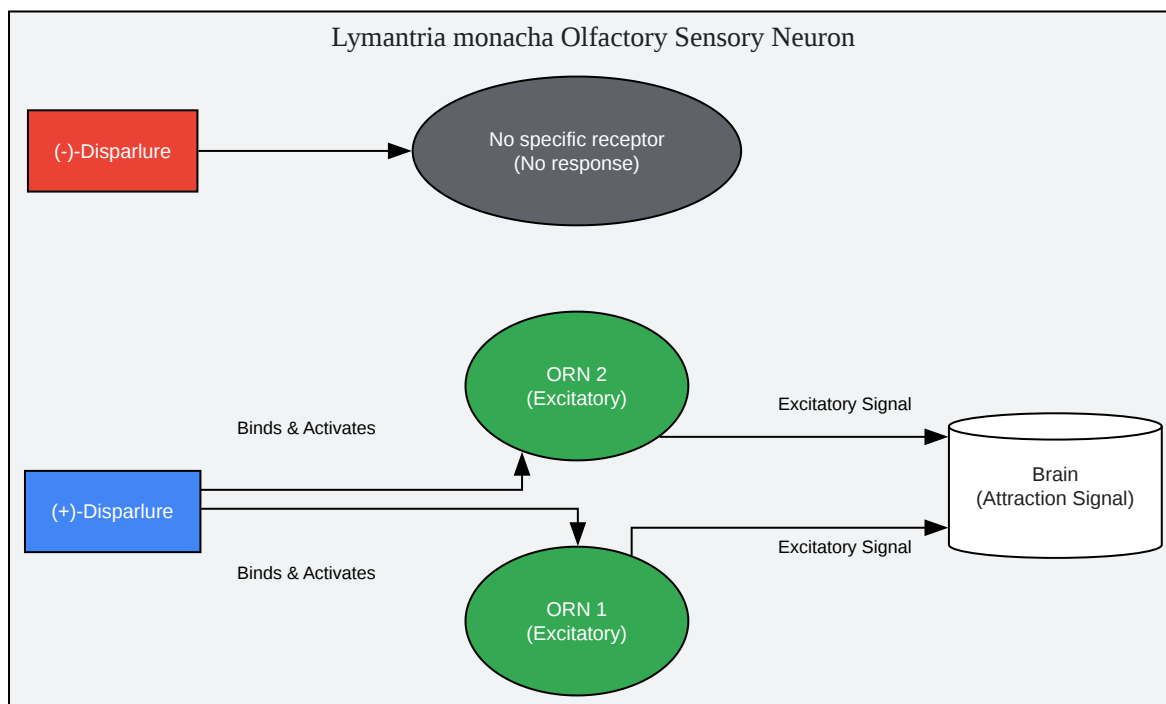 Lymantria monacha Olfactory Sensory Neuron
(-)-Disparlure
No specific receptor
(No response)
ORN 2
(Excitatory)
Excitatory Signal
Binds & Activates
Brain
(Attraction Signal)
(+)-Disparlure
Excitatory Signal
Binds & Activates
ORN 1
(Excitatory)